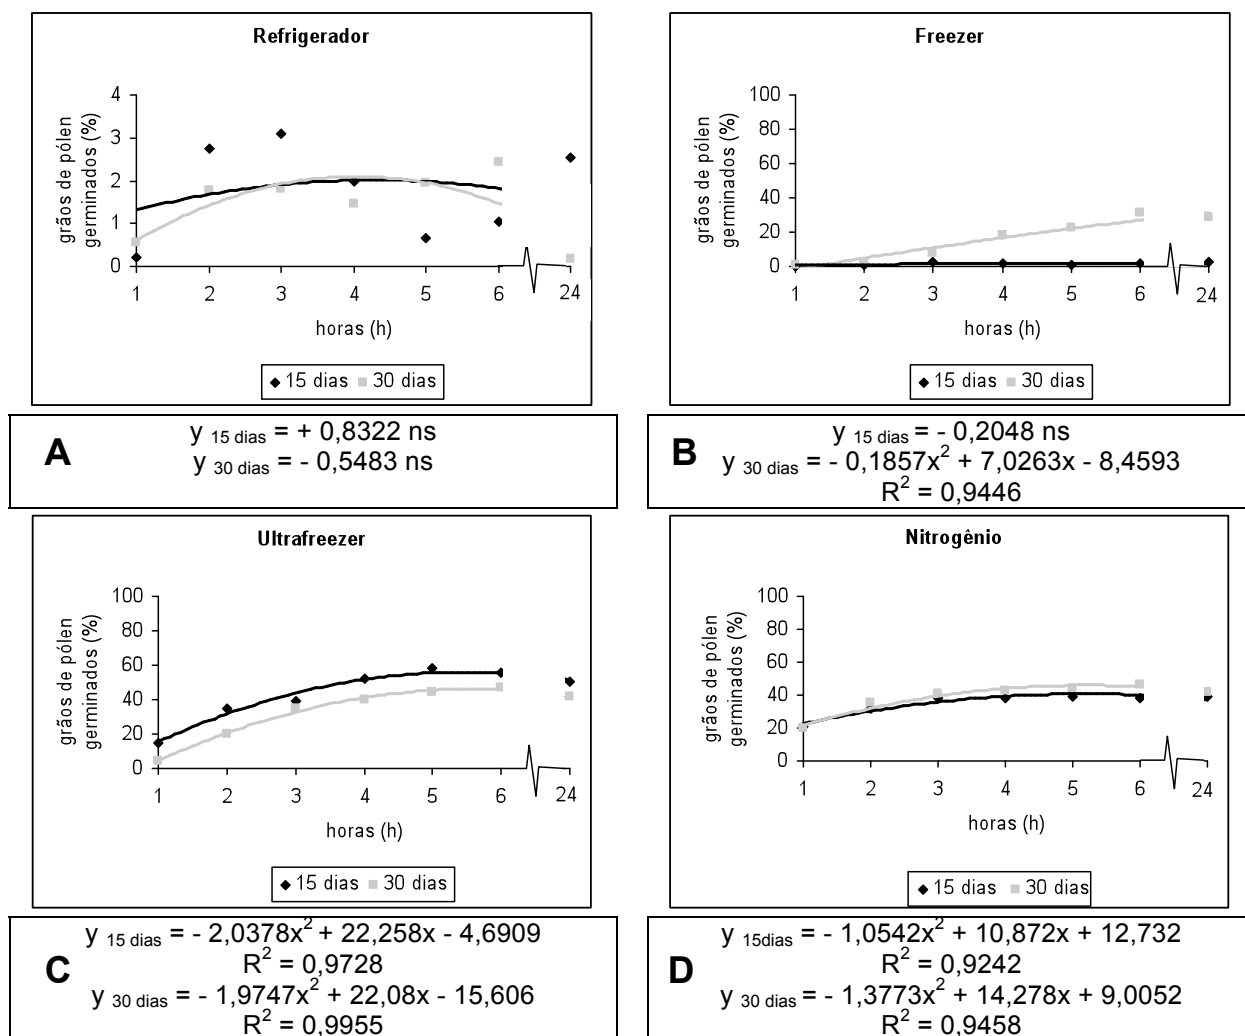 Refrigerador
grãos de pólen
germinados (%)
4
3
2
1
0
1 2 3 4 5 6 24
horas (h)
15 dias 30 dias
A
y 15 dias = + 0,8322 ns
y 30 dias = - 0,5483 ns
Freezer
grãos de pólen
germinados (%)
100
80
60
40
20
0
1 2 3 4 5 6 24
horas (h)
15 dias 30 dias
B
y 15 dias = - 0,2048 ns
y 30 dias = - 0,1857x² + 7,0263x - 8,4593
R² = 0,9446
Ultrafreezer
grãos de pólen
germinados (%)
100
80
60
40
20
0
1 2 3 4 5 6 24
horas (h)
15 dias 30 dias
C
y 15 dias = - 2,0378x² + 22,258x - 4,6909
R² = 0,9728
y 30 dias = - 1,9747x² + 22,08x - 15,606
R² = 0,9955
Nitrogênio
grãos de pólen
germinados (%)
100
80
60
40
20
0
1 2 3 4 5 6 24
horas (h)
15 dias 30 dias
D
y 15dias = - 1,0542x² + 10,872x + 12,732
R² = 0,9242
y 30 dias = - 1,3773x² + 14,278x + 9,0052
R² = 0,9458